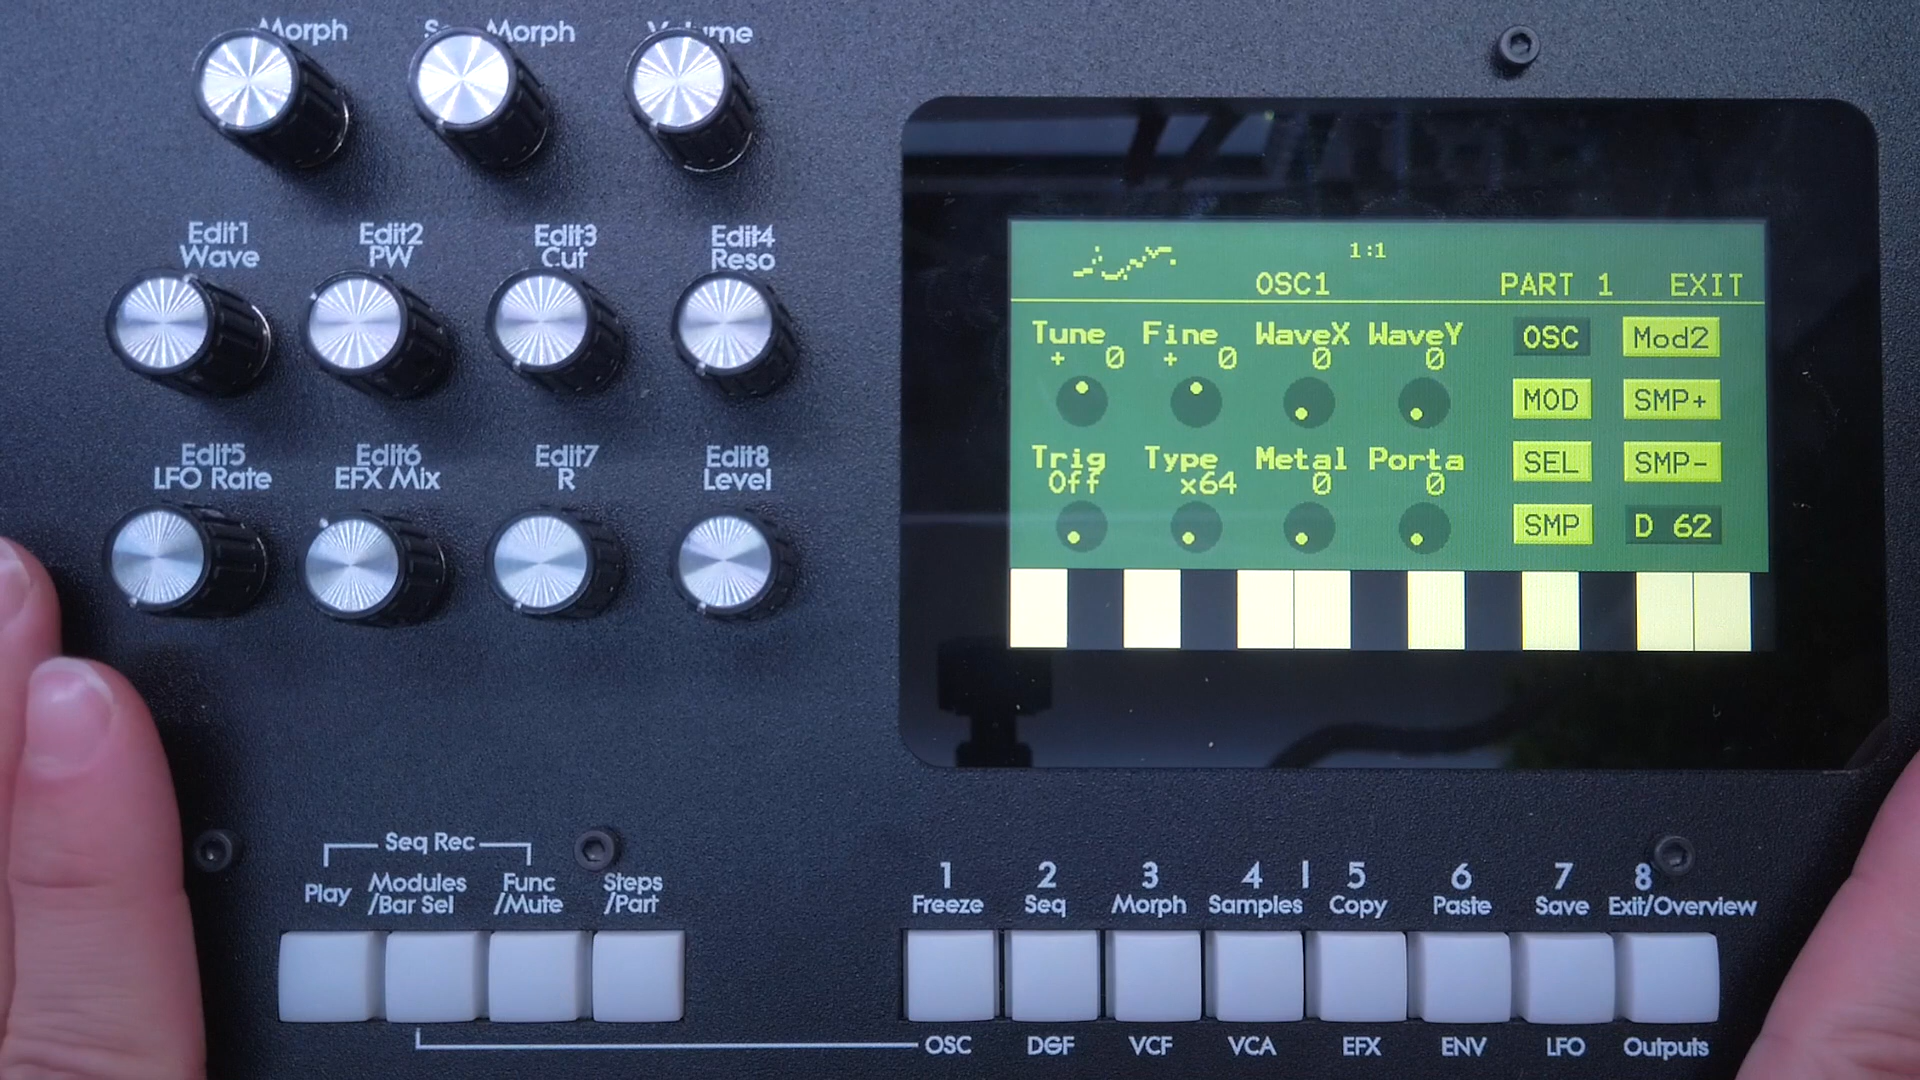 Morph Morph
Edit1 Edit2 Edit3 Edit4
Wave PW Cut Reso
Edit5 Edit6 Edit7 Edit8
LFO Rate EFX Mix R Level
1:1
OSC1 PART 1 EXIT
Tune Fine WaveX WaveY OSC Mod2
+ 0 + 0 0 0
MOD SMP+
Trig Type Metal Porta SEL SMP-
Off x64 0 0
SMP D 62
Seq Rec
Play Modules /Bar Sel Func /Mute Steps /Part
1 2 3 4 | 5 6 7 8
Freeze Seq Morph Samples Copy Paste Save Exit/Overview
OSC DGF VCF VCA EFX ENV LFO Outputs